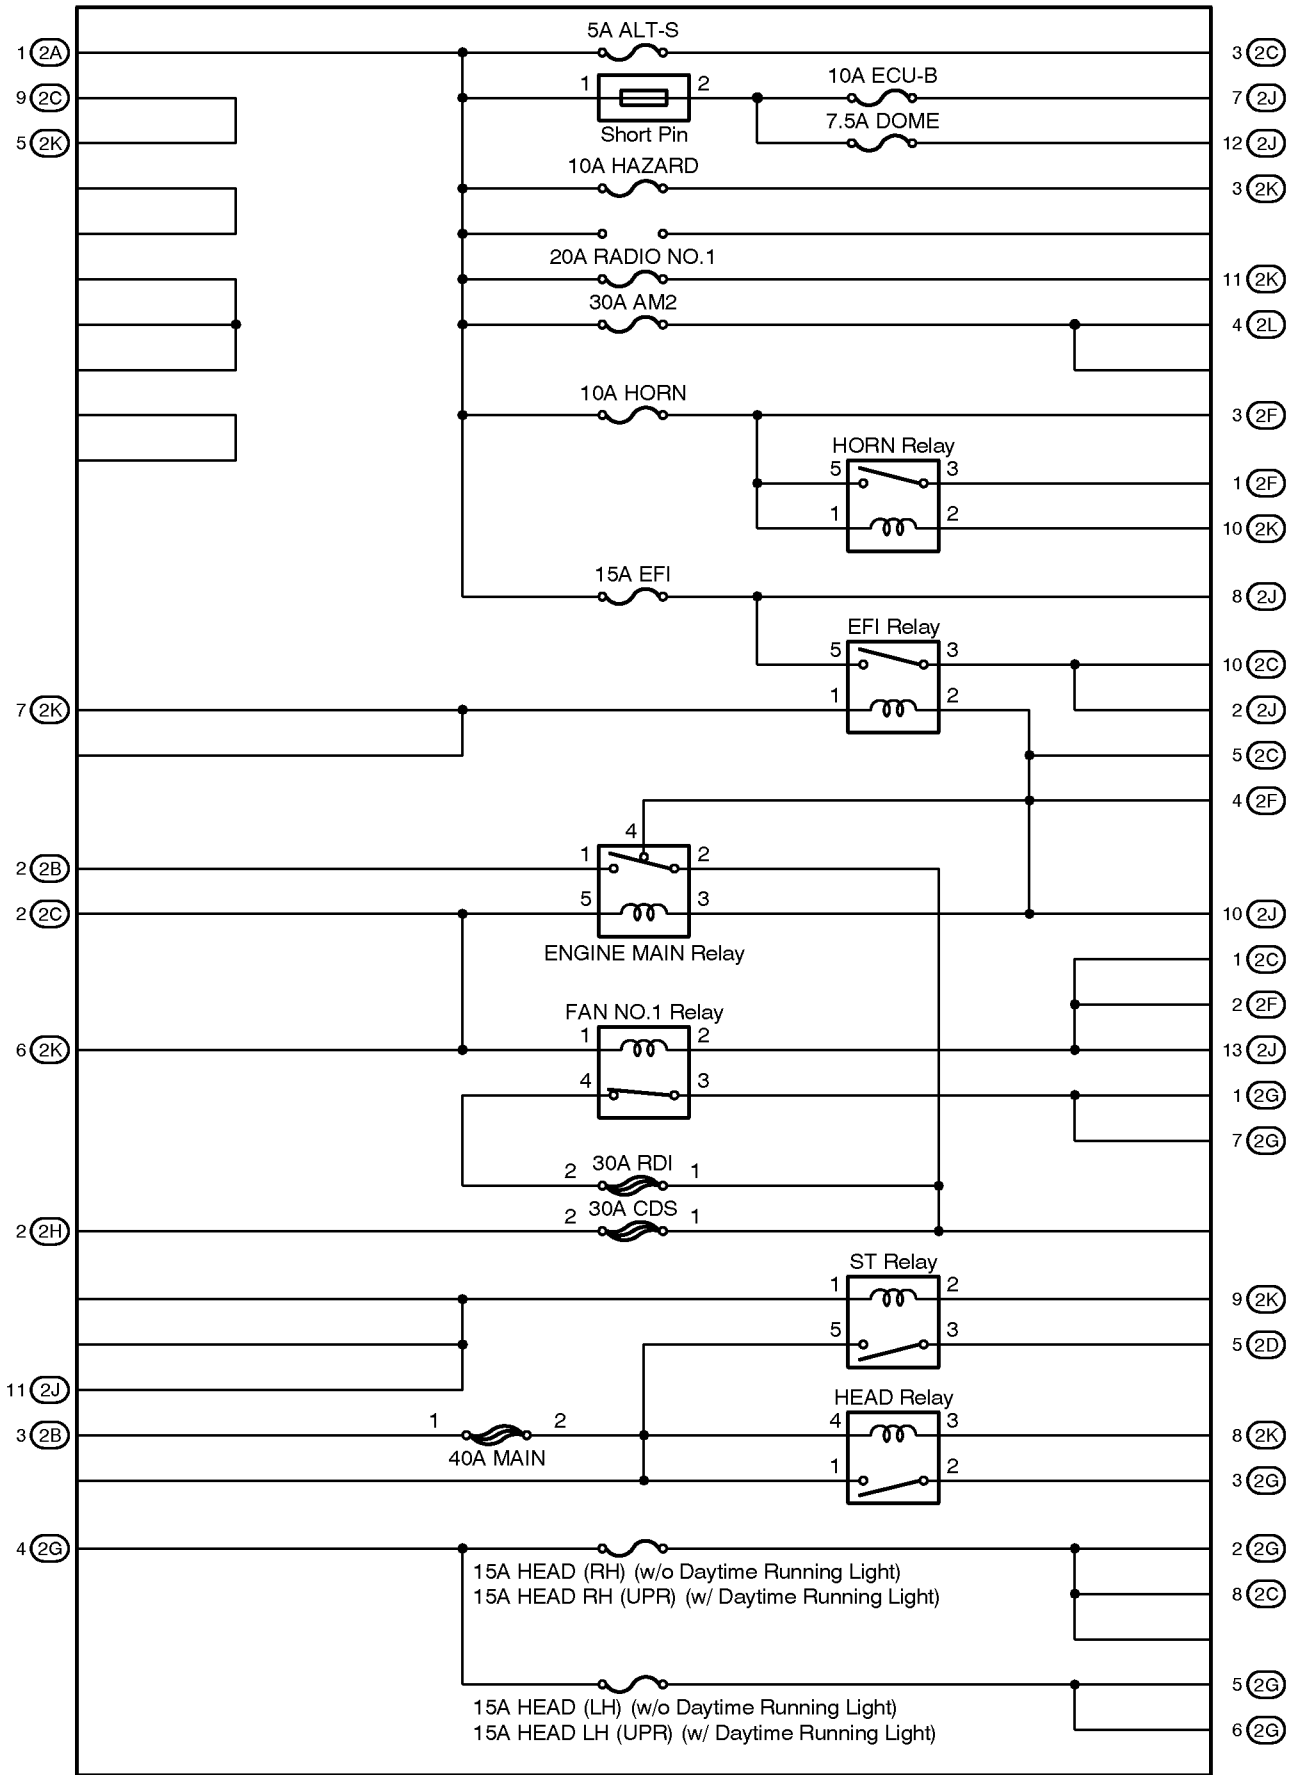 5A ALT-S
1 2A 3 2C
10A ECU-B
9 2C 1 2 7 2J
Short Pin 7.5A DOME
5 2K 12 2J
10A HAZARD
3 2K
20A RADIO NO.1
11 2K
30A AM2
4 2L
10A HORN
3 2F
HORN Relay
5 3
1 2F
1 2
10 2K
15A EFI
8 2J
EFI Relay
5 3
10 2C
1 2
7 2K 2 2J
5 2C
4 2F
4
1 2
2 2B
5 3
2 2C 10 2J
ENGINE MAIN Relay
1 2C
2 2F
FAN NO.1 Relay
1 2
6 2K 13 2J
4 3
1 2G
7 2G
2 30A RDI 1
2 30A CDS 1
2 2H
ST Relay
1 2
9 2K
5 3
5 2D
11 2J
HEAD Relay
1 2 4 3
3 2B 8 2K
40A MAIN
1 2
3 2G
4 2G 2 2G
15A HEAD (RH) (w/o Daytime Running Light)
15A HEAD RH (UPR) (w/ Daytime Running Light)
8 2C
5 2G
15A HEAD (LH) (w/o Daytime Running Light)
15A HEAD LH (UPR) (w/ Daytime Running Light)
6 2G